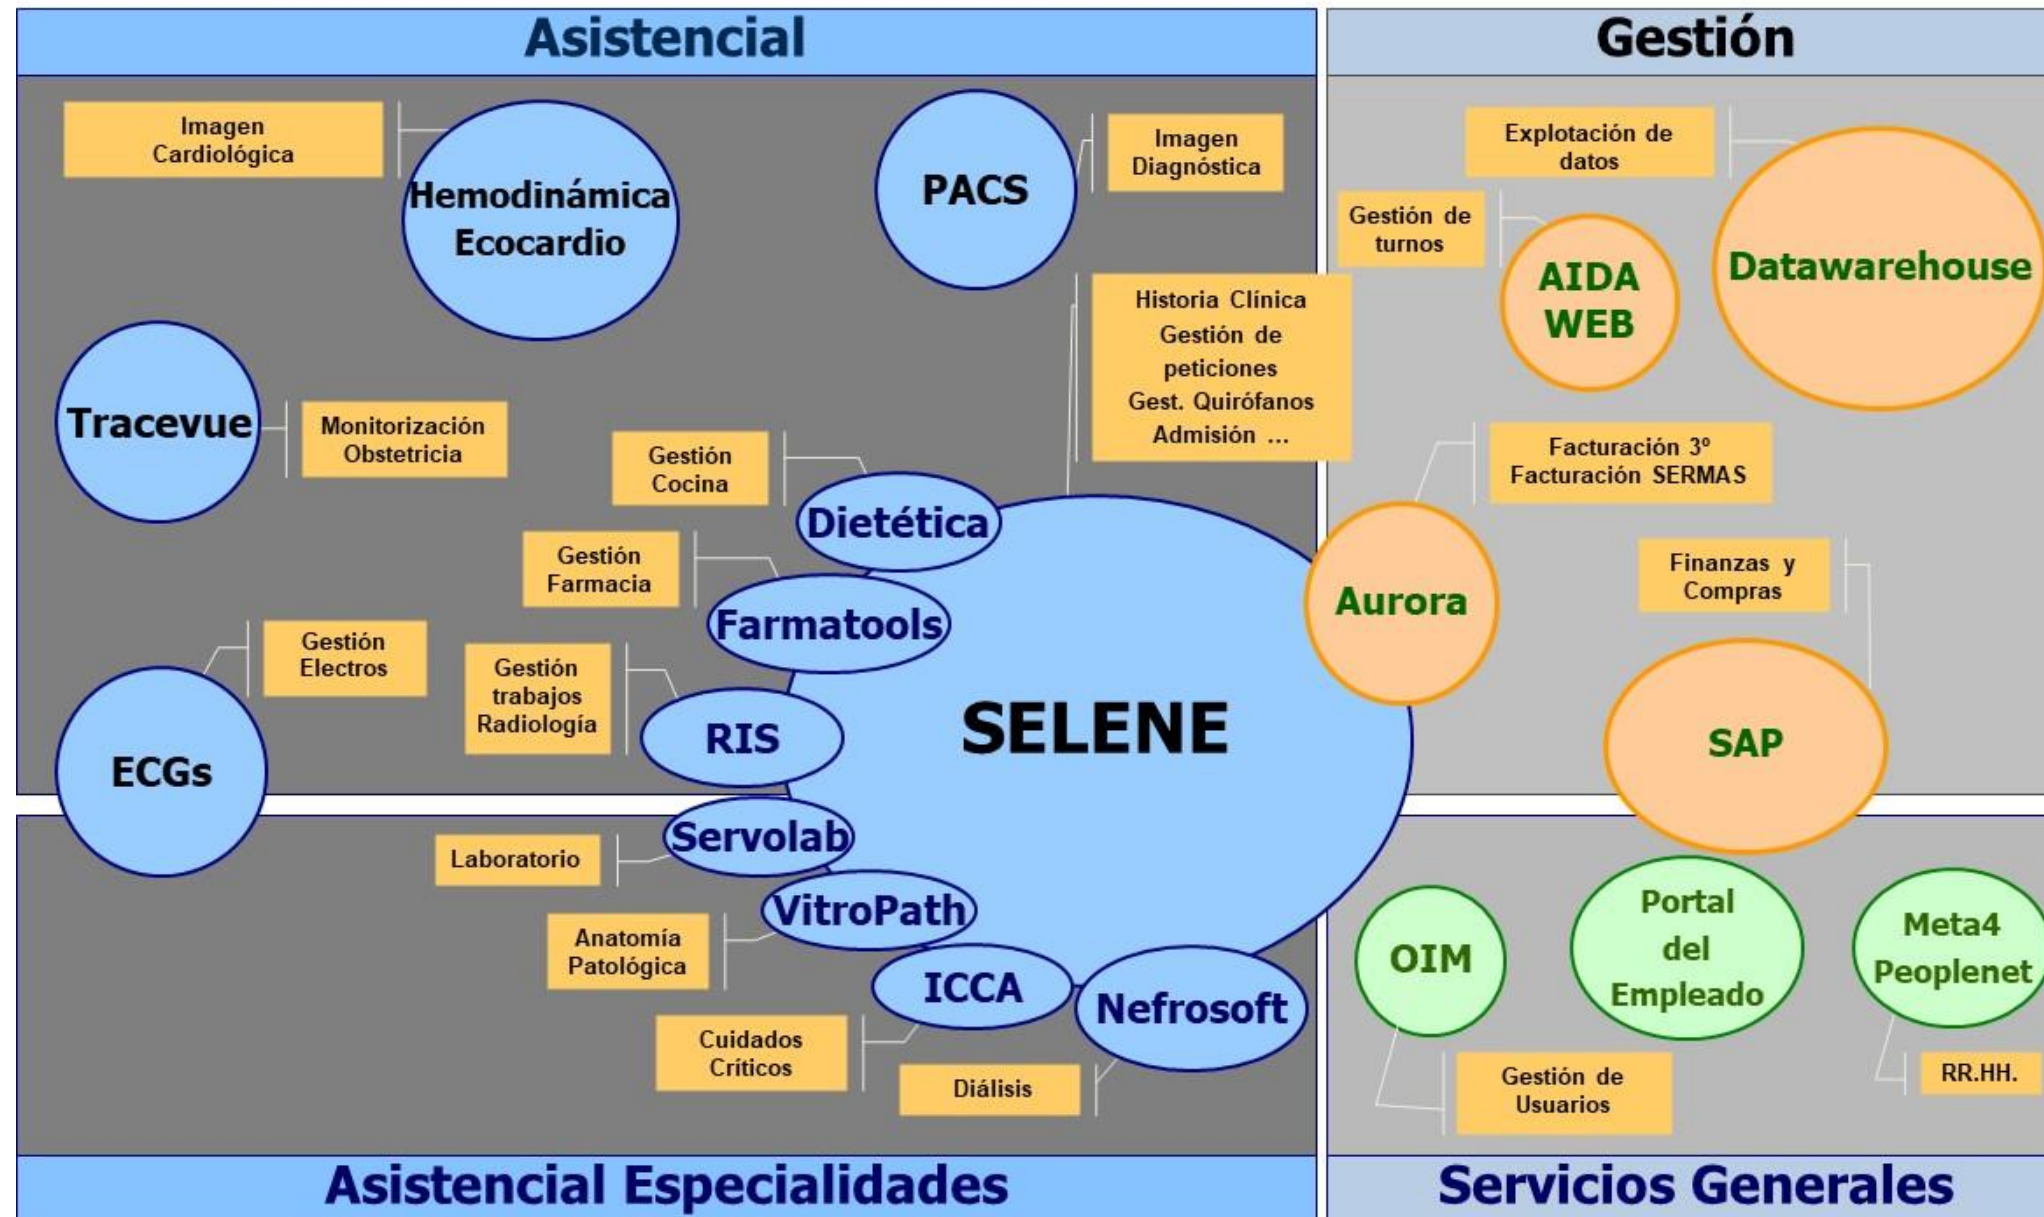 Asistencial
Gestión
Imagen
Cardiológica
Hemodinámica
Ecocardio
PACS
Imagen
Diagnóstica
Explotación de
datos
Gestión de
turnos
AIDA
WEB
Datawarehouse
Historia Clínica
Gestión de
peticiones
Gest. Quirófanos
Admisión ...
Tracevue
Monitorización
Obstetricia
Gestión
Cocina
Dietética
Facturación 3º
Facturación SERMAS
Gestión
Farmacia
Farmatools
Aurora
Finanzas y
Compras
Gestión
Electros
ECGs
Gestión
trabajos
Radiología
RIS
SELENE
SAP
Laboratorio
Servolab
Anatomía
Patológica
VitroPath
Cuidados
Críticos
ICCA
Diálisis
Nefrosoft
OIM
Portal
del
Empleado
Meta4
Peoplenet
Gestión de
Usuarios
RR.HH.
Asistencial Especialidades
Servicios Generales